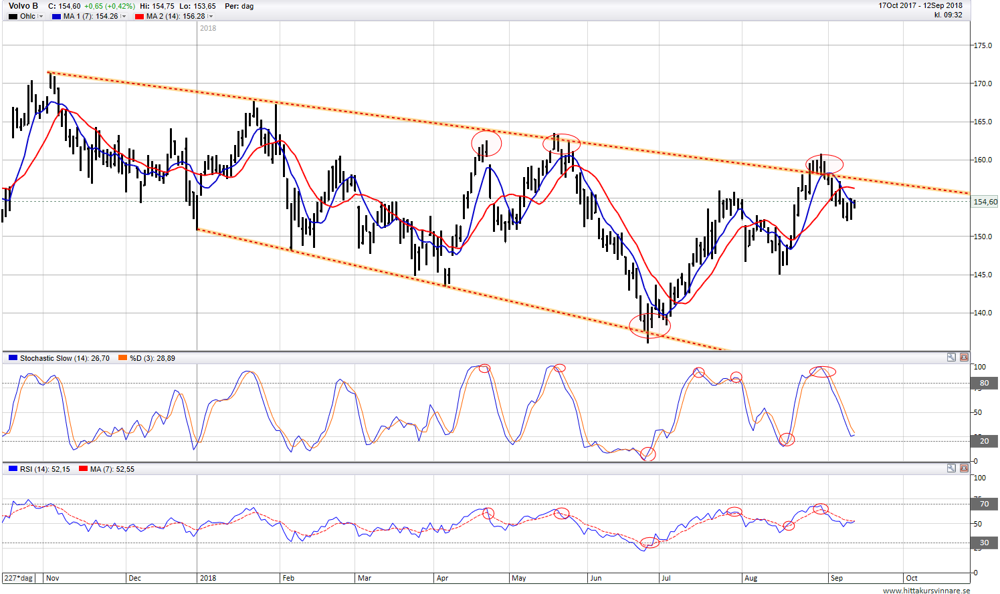 Volvo B C: 154,60 +0,65 (+0,42%) Hi: 154,75 Lo: 153,65 Per: dag
17Oct 2017 - 12Sep 2018
Ohlc MA 1 (7): 154.26 MA 2 (14): 156.28
kl. 09:32
2018
175.0
170.0
165.0
160.0
154,60
150.0
145.0
140.0
Stochastic Slow (14): 26,70 %D (3): 28,89
100
80
50
20
0
RSI (14): 52,15 MA (7): 52,55
100
70
50
30
0
227*dag Nov Dec 2018 Feb Mar Apr May Jun Jul Aug Sep Oct
www.hittakursvinnare.se